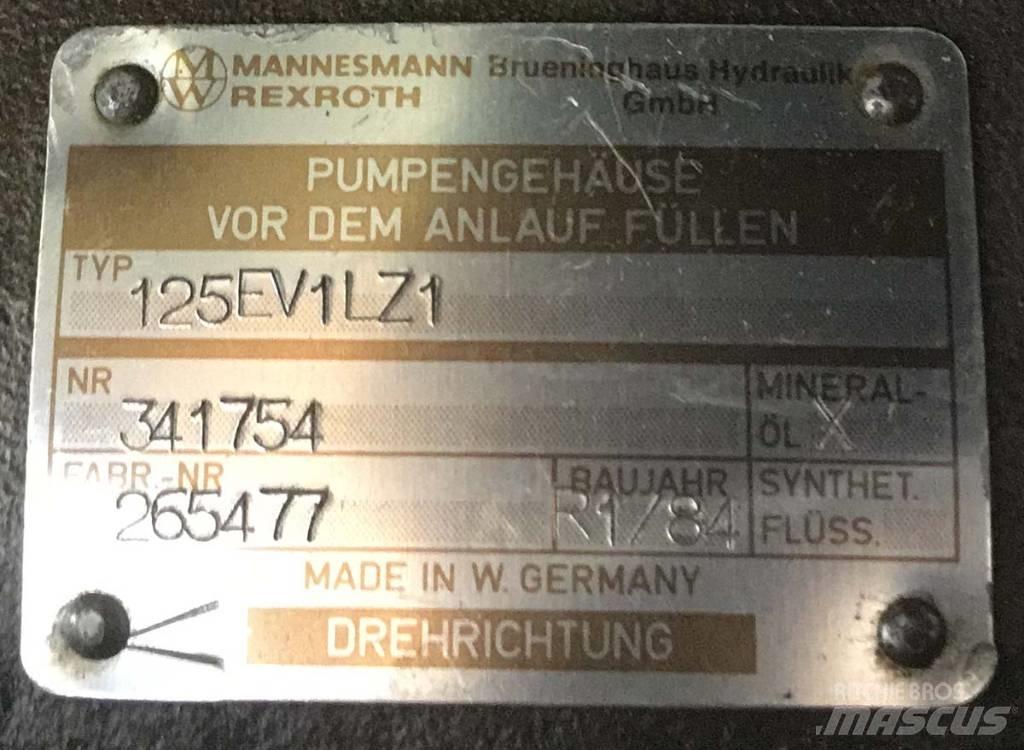 MW MANNESMANN Brueninghaus Hydraulik
REXROTH GmbH
PUMPENGEHÄUSE
VOR DEM ANLAUF FÜLLEN
TYP 125EV1LZ1
NR 341754 MINERAL-
ÖL X
FABR.-NR 265477 BAUJAHR R1/84 SYNTHET.
FLÜSS.
MADE IN W. GERMANY
DREHRICHTUNG
RITCHIE BROS.
MASCUS